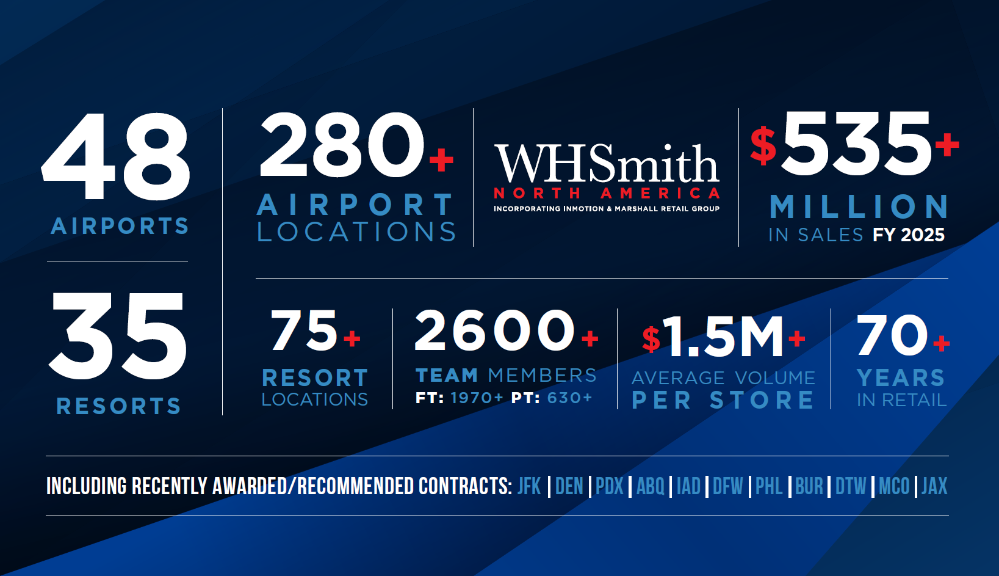 48
AIRPORTS
35
RESORTS
280+
AIRPORT
LOCATIONS
WHSmith
NORTH AMERICA
INCORPORATING INMOTION & MARSHALL RETAIL GROUP
$535+
MILLION
IN SALES FY 2025
75+
RESORT
LOCATIONS
2600+
TEAM MEMBERS
FT: 1970+ PT: 630+
$1.5M+
AVERAGE VOLUME
PER STORE
70+
YEARS
IN RETAIL
INCLUDING RECENTLY AWARDED/RECOMMENDED CONTRACTS: JFK | DEN | PDX | ABQ | IAD | DFW | PHL | BUR | DTW | MCO | JAX